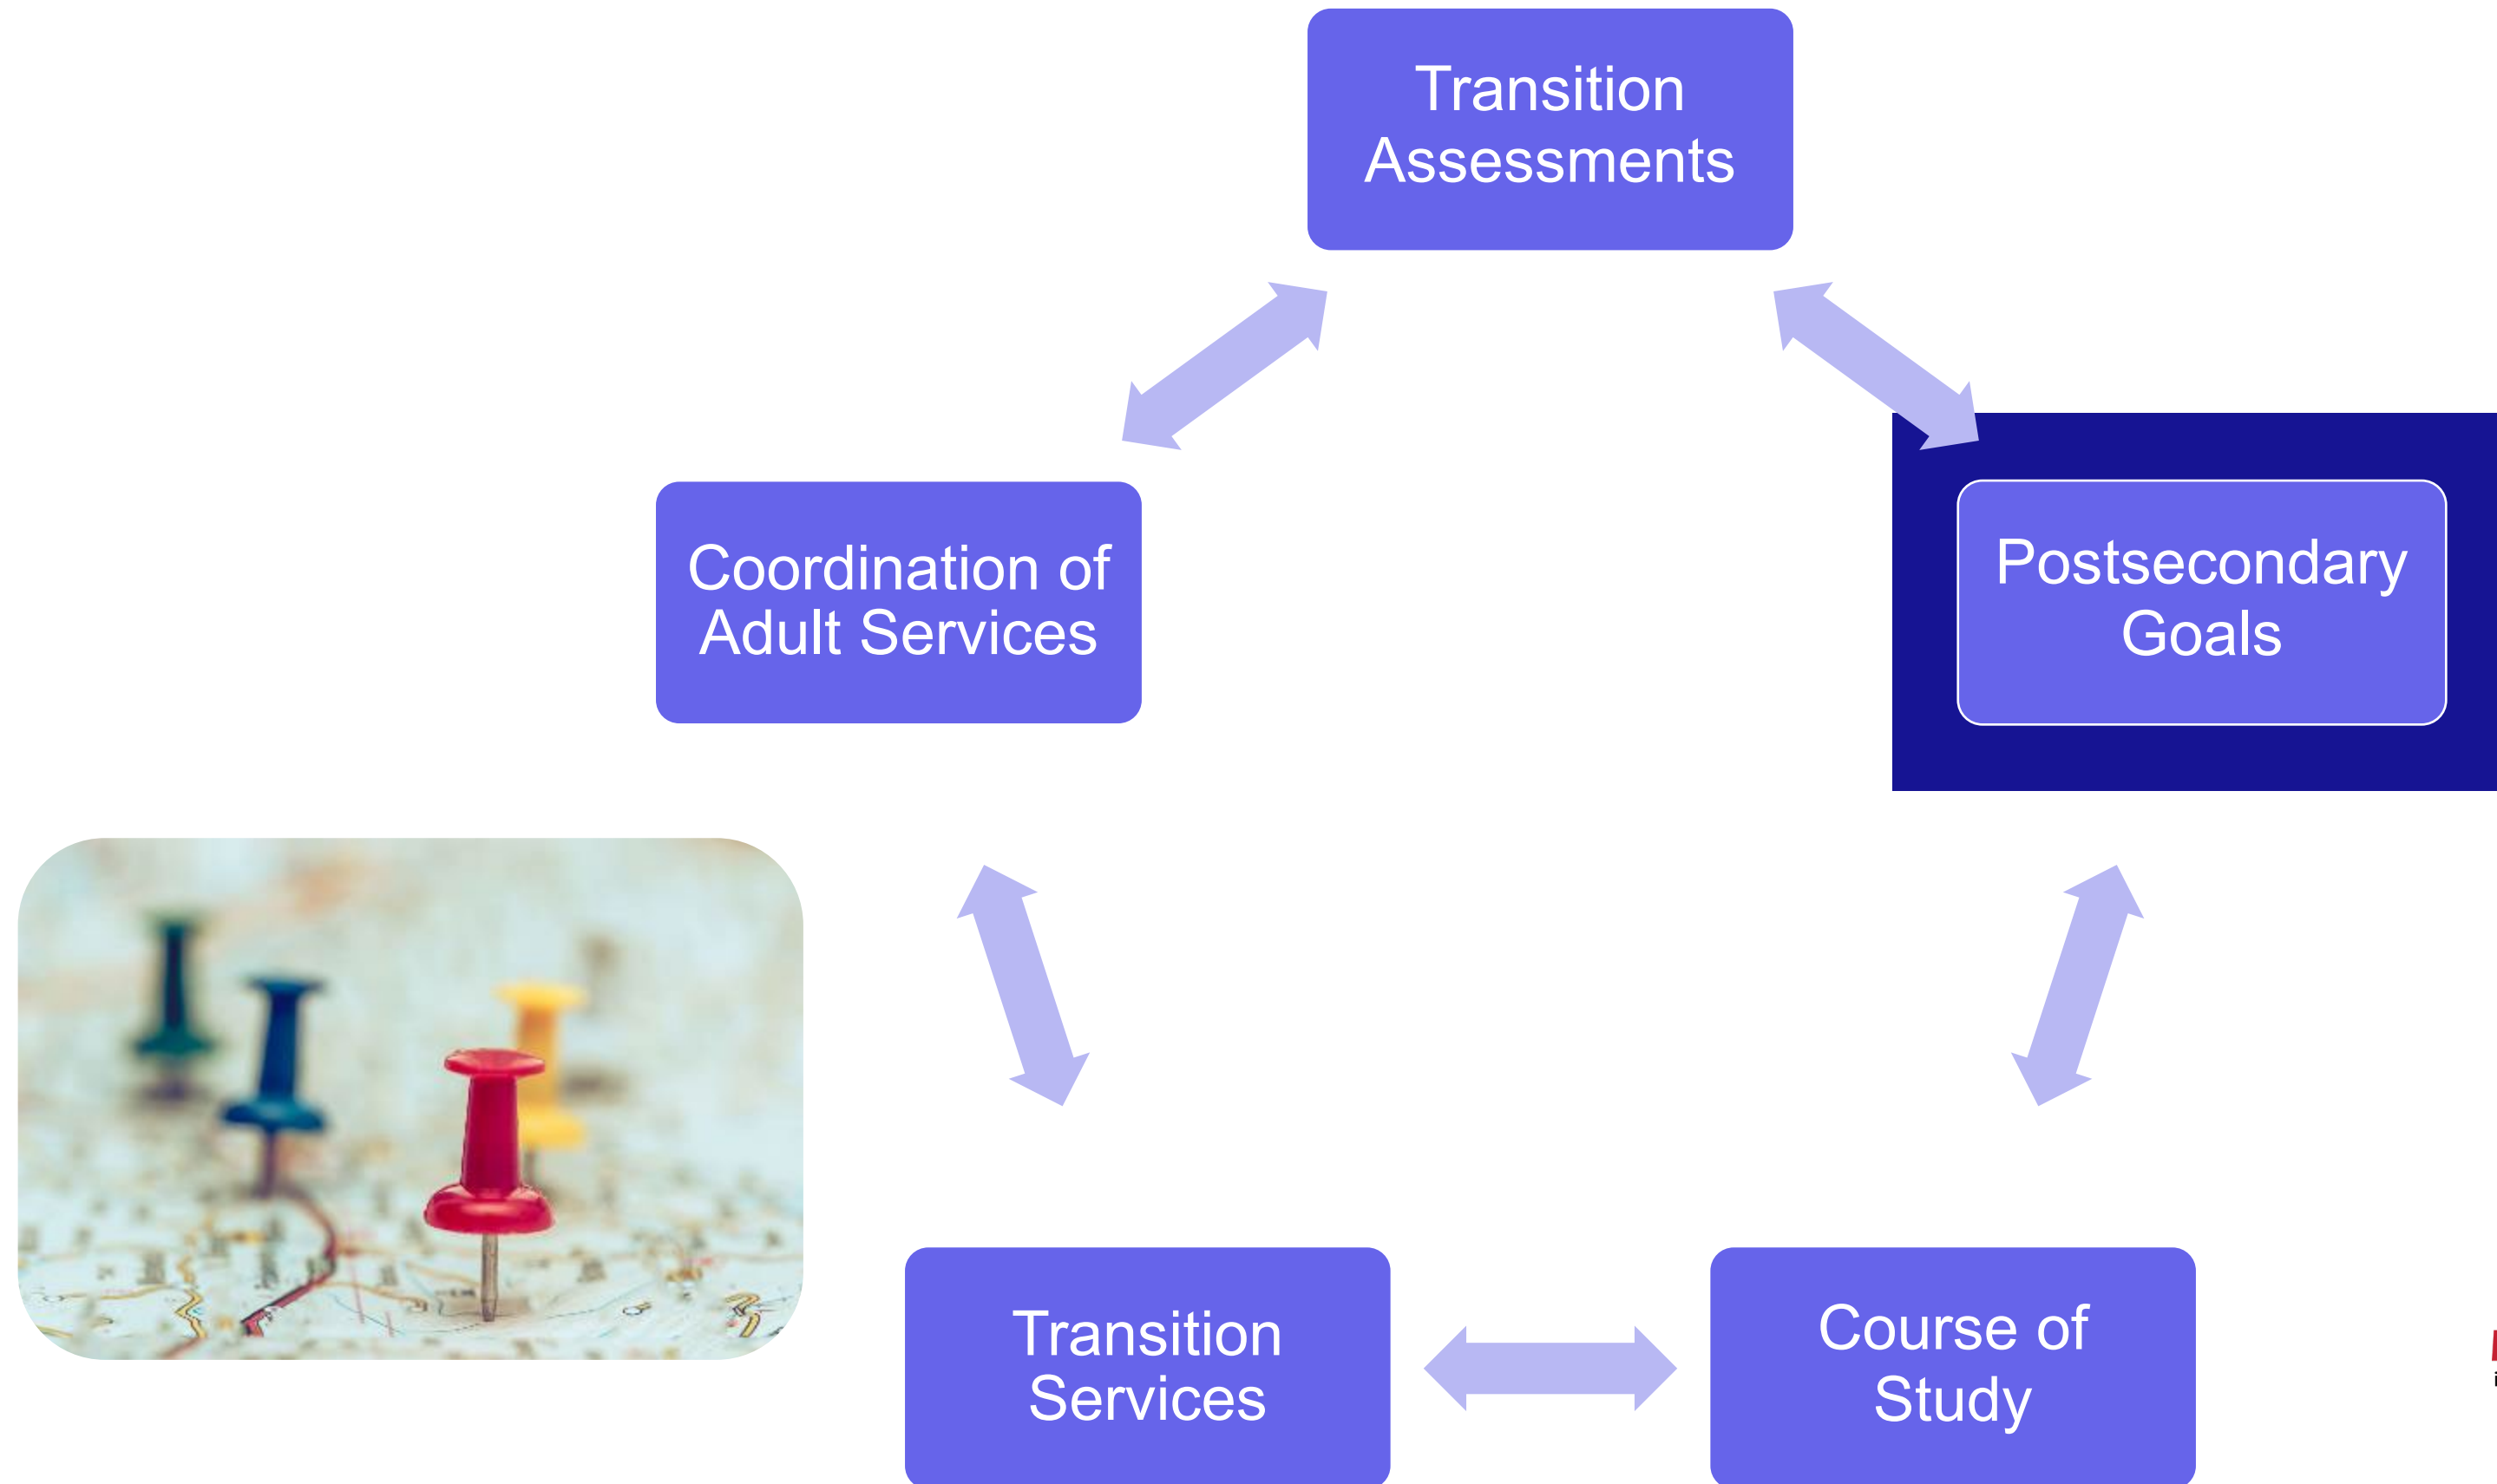 Transition
Assessments
Coordination of
Adult Services
Postsecondary
Goals
Transition
Services
Course of
Study